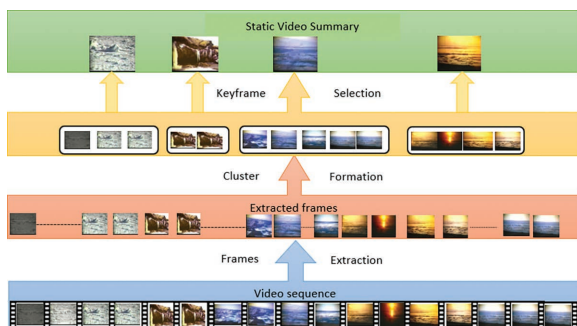 Static Video Summary
Keyframe Selection
Cluster Formation
Extracted frames
Frames Extraction
Video sequence